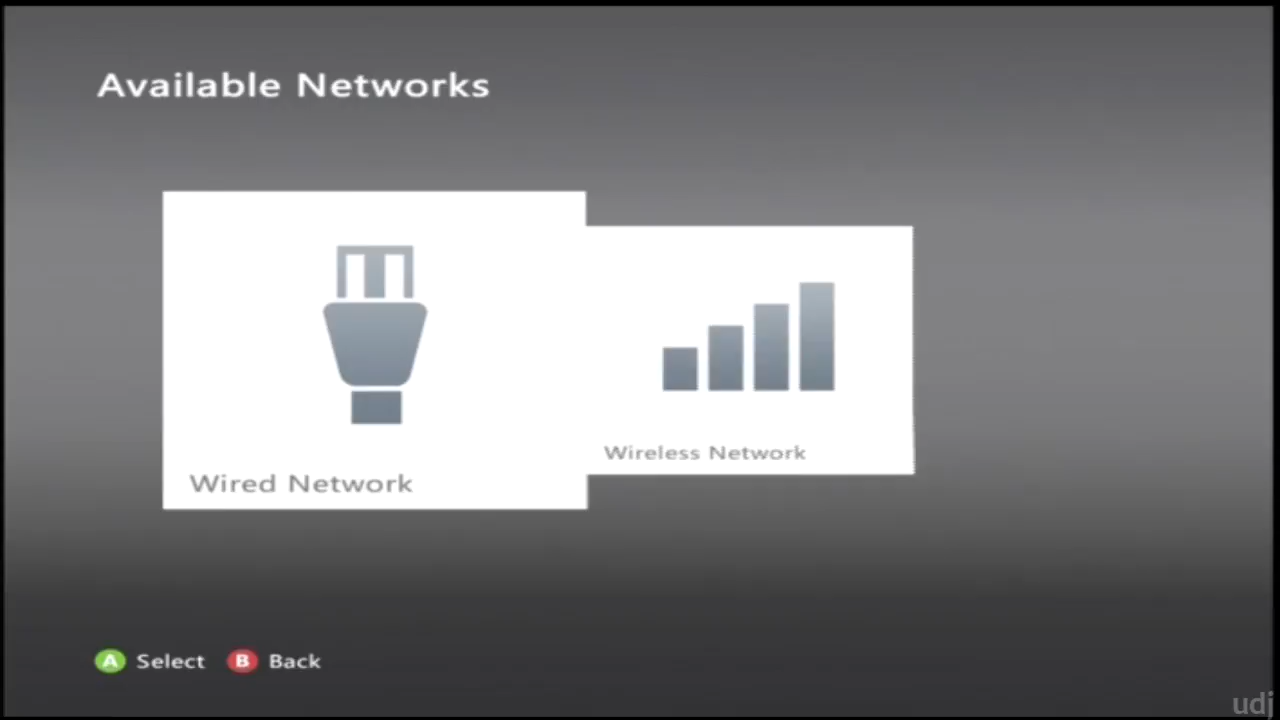 Available Networks
Wired Network
Wireless Network
A Select B Back
udj